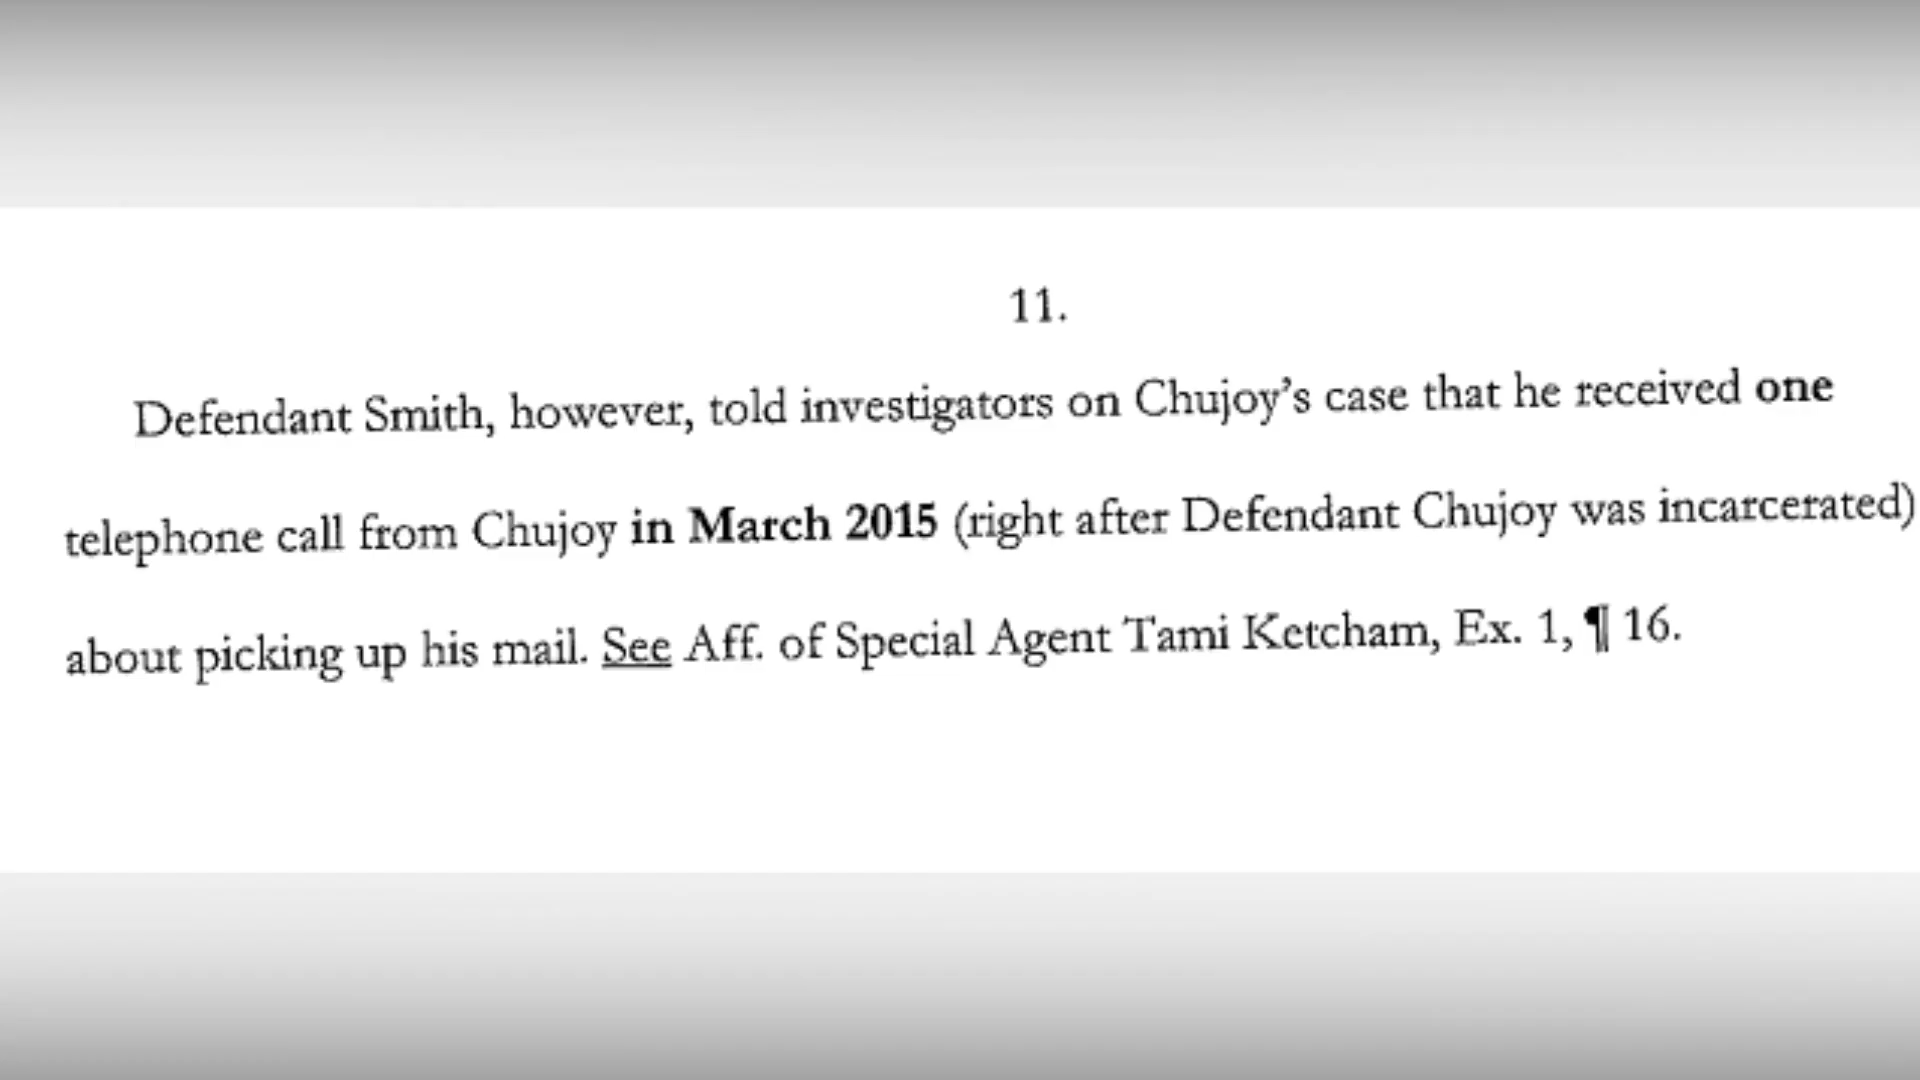 11.
Defendant Smith, however, told investigators on Chujoy's case that he received one
telephone call from Chujoy in March 2015 (right after Defendant Chujoy was incarcerated)
about picking up his mail. See Aff. of Special Agent Tami Ketcham, Ex. 1, ¶ 16.